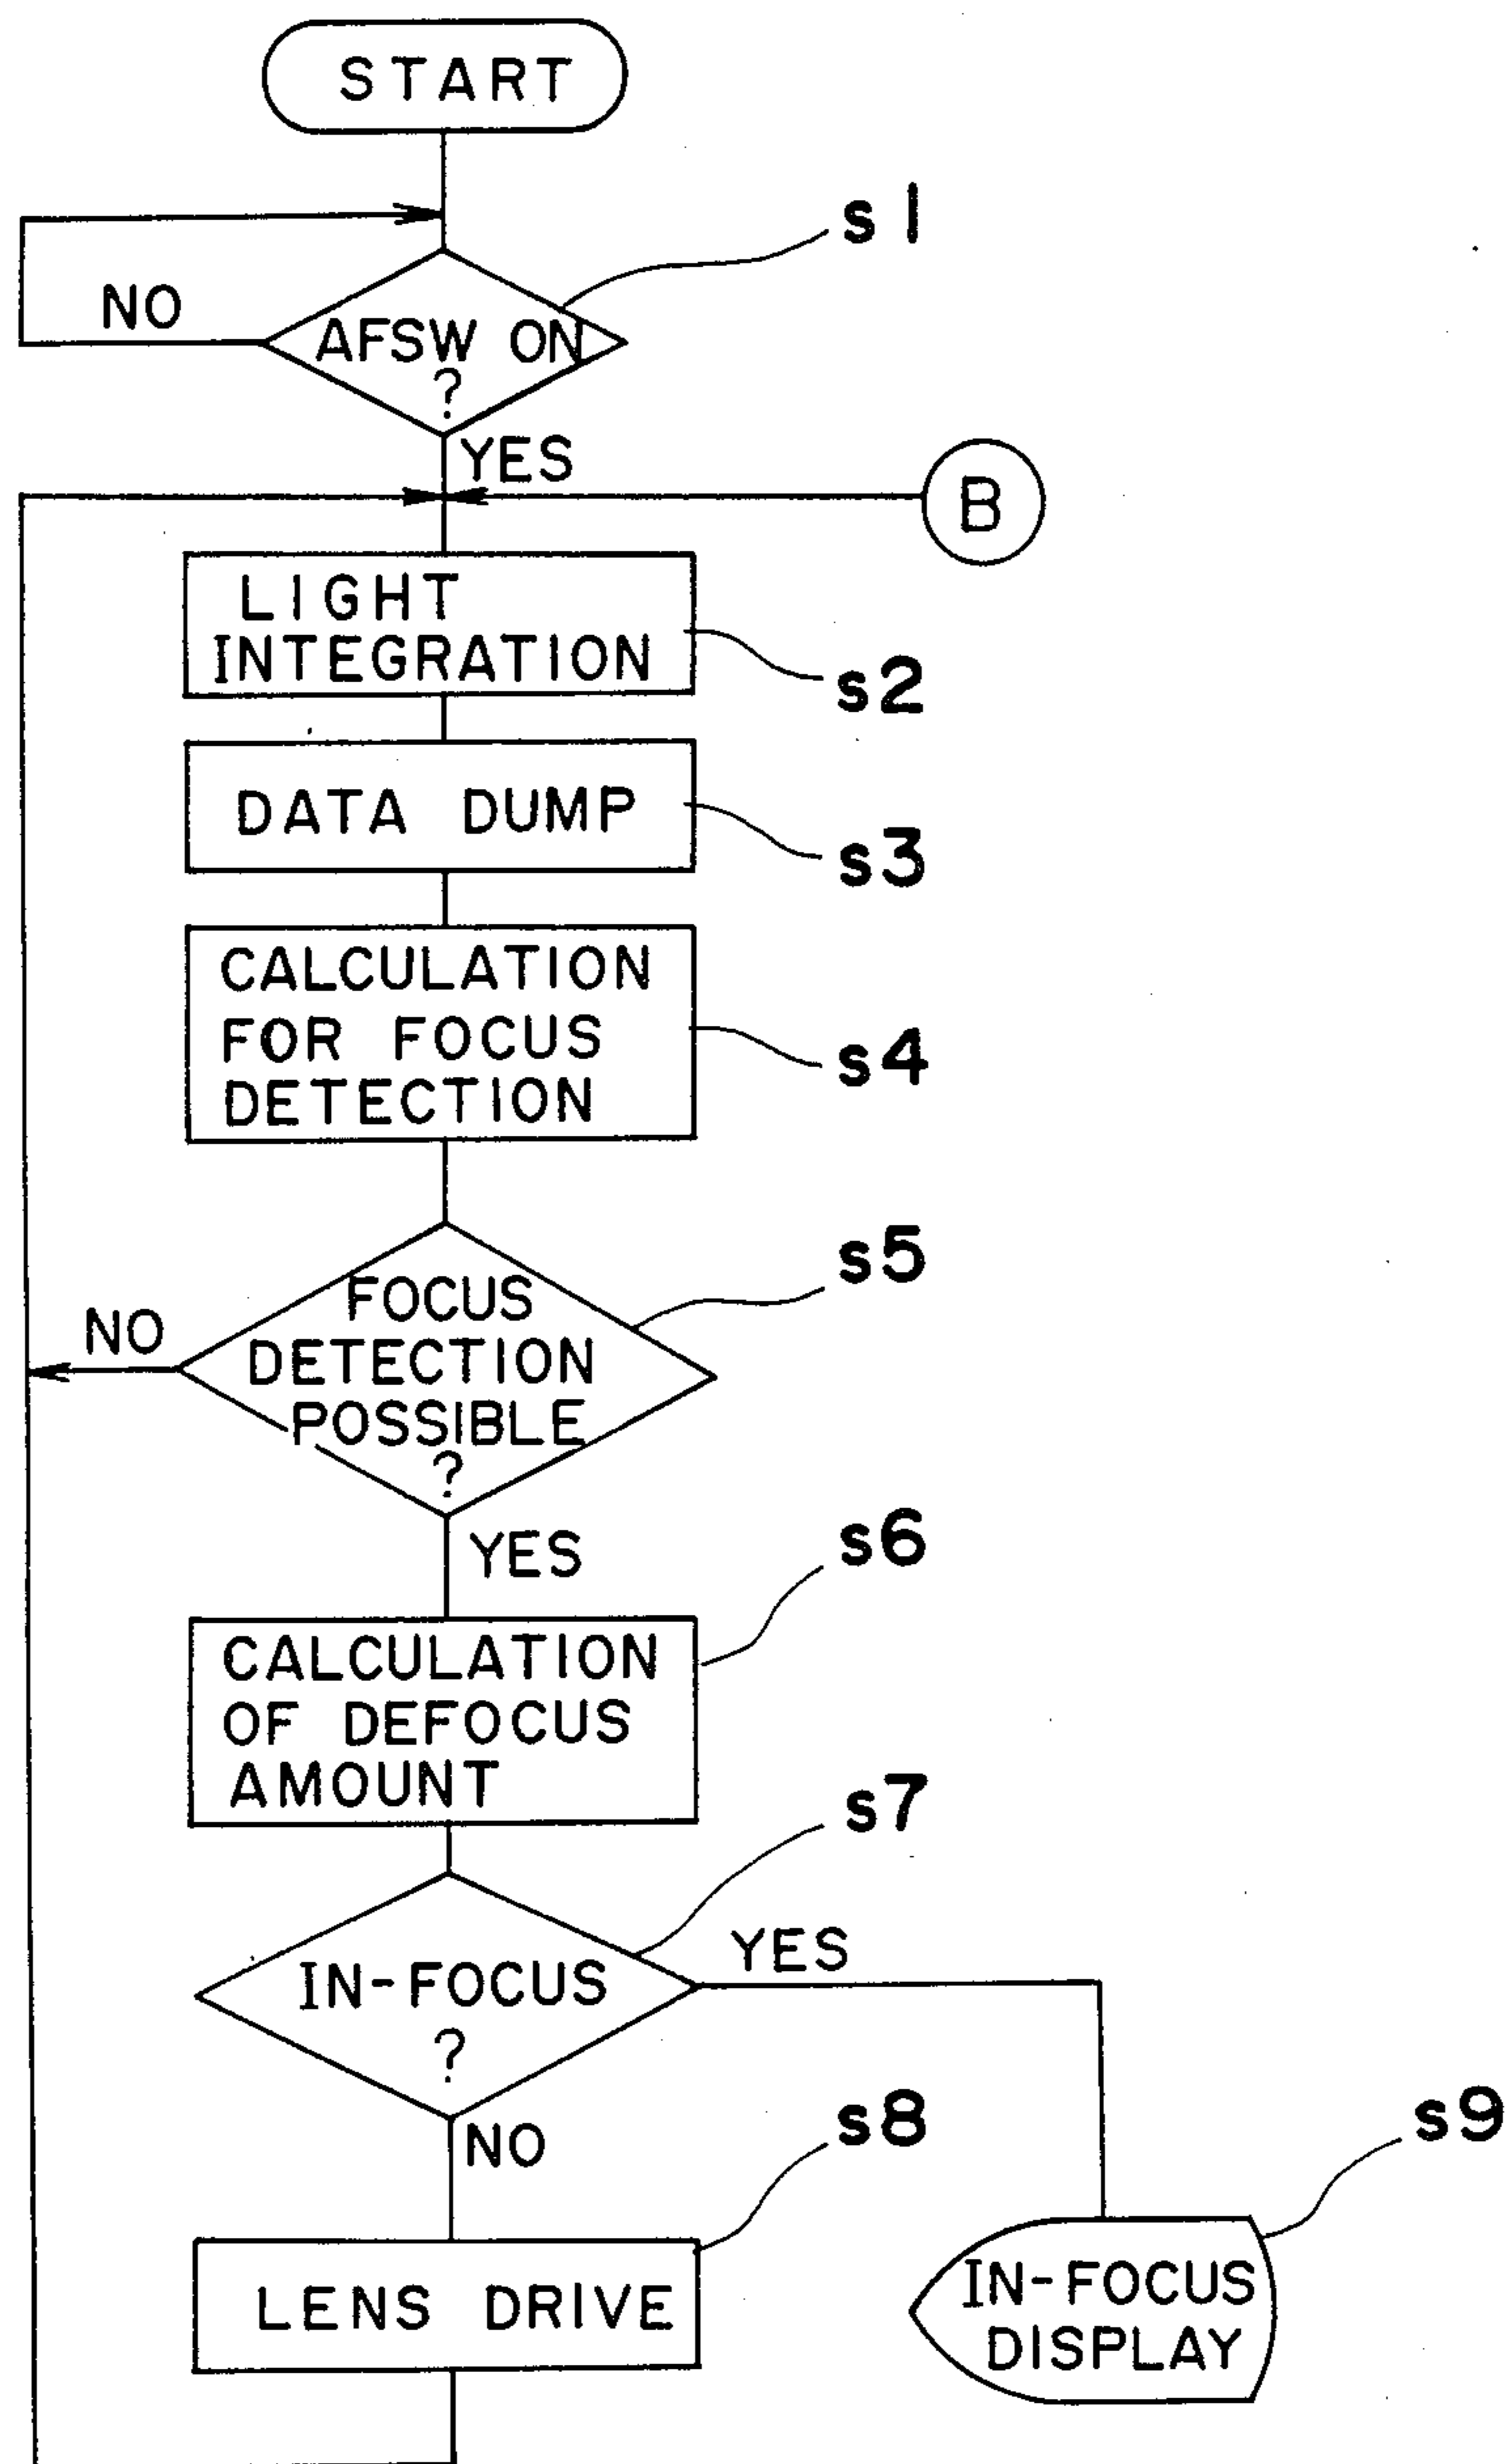 START
s1
NO
AFSW ON
?
YES
B
LIGHT
INTEGRATION
s2
DATA DUMP
s3
CALCULATION
FOR FOCUS
DETECTION
s4
s5
FOCUS
NO
DETECTION
POSSIBLE
?
YES
s6
CALCULATION
OF DEFOCUS
AMOUNT
s7
YES
IN-FOCUS
?
NO
s8
s9
LENS DRIVE
IN-FOCUS
DISPLAY